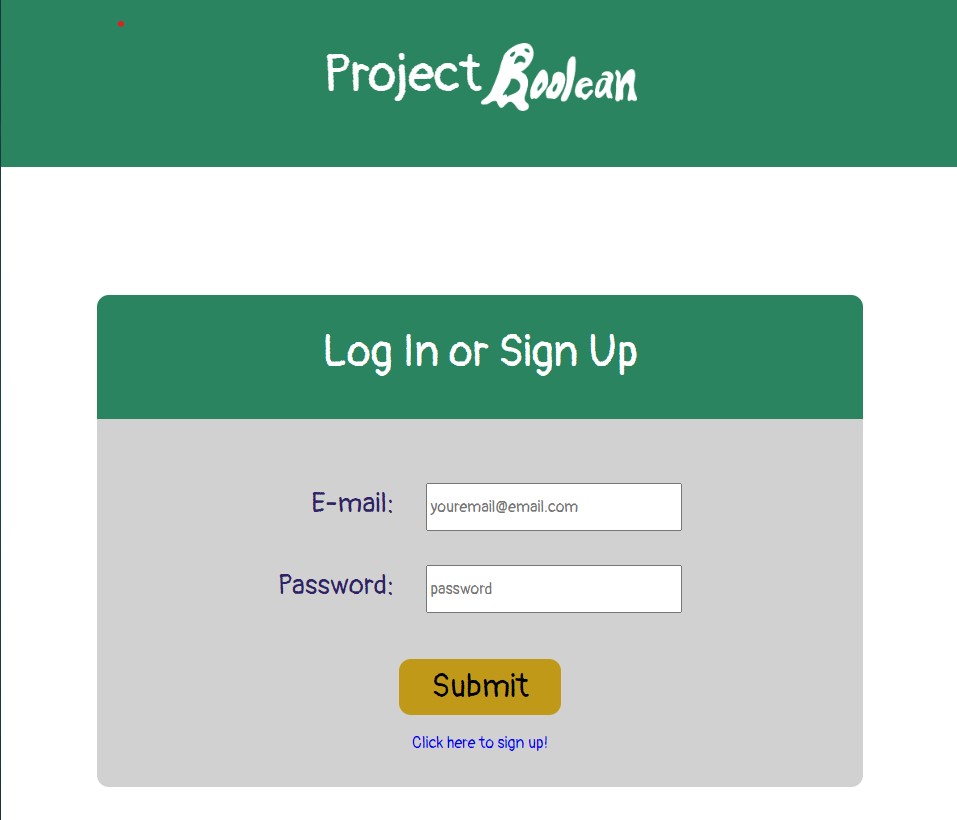 Project Boolean
Log In or Sign Up
E-mail: youremail@email.com
Password: password
Submit
Click here to sign up!